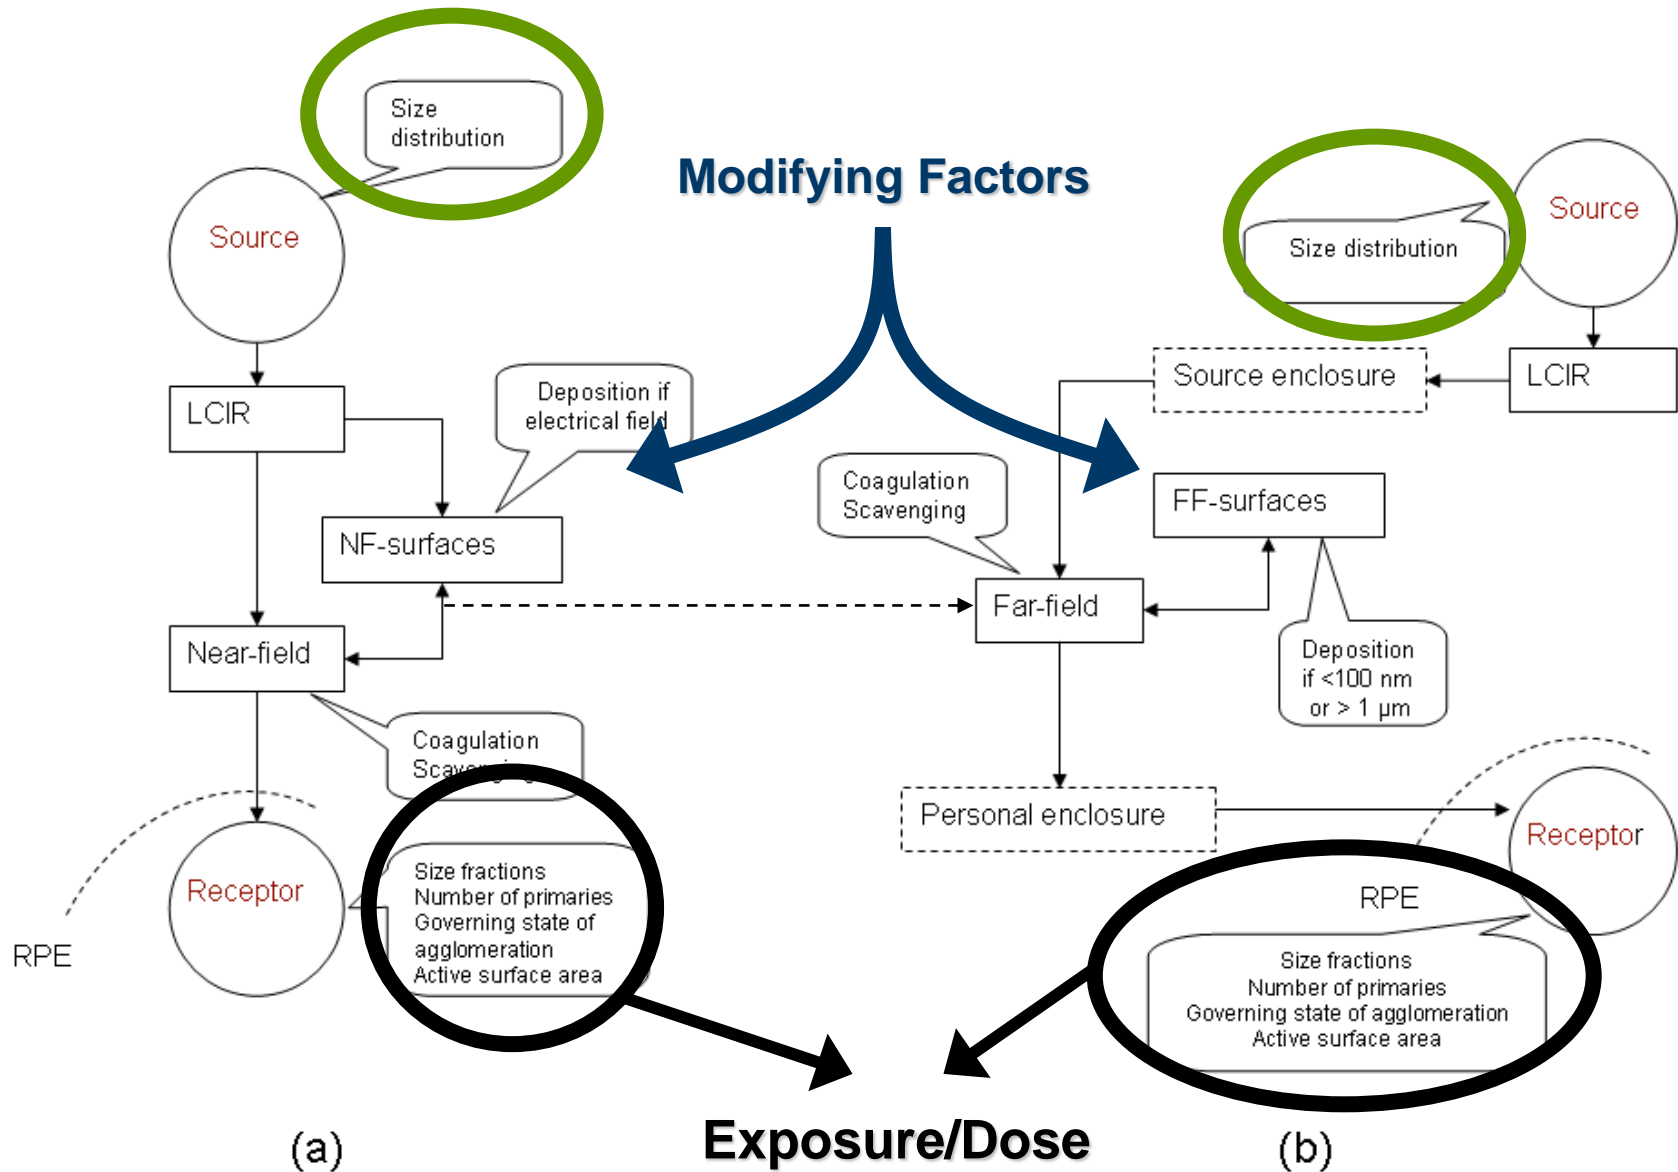 Size
distribution
Modifying Factors
Source
Source
Size distribution
LCIR
Source enclosure
LCIR
Deposition if
electrical field
Coagulation
Scavenging
FF-surfaces
NF-surfaces
Far-field
Near-field
Deposition
if <100 nm
or > 1 µm
Coagulation
Scavenging
Personal enclosure
Receptor
Size fractions
Number of primaries
Governing state of
agglomeration
Active surface area
Receptor
RPE
RPE
Size fractions
Number of primaries
Governing state of agglomeration
Active surface area
(a)
Exposure/Dose
(b)